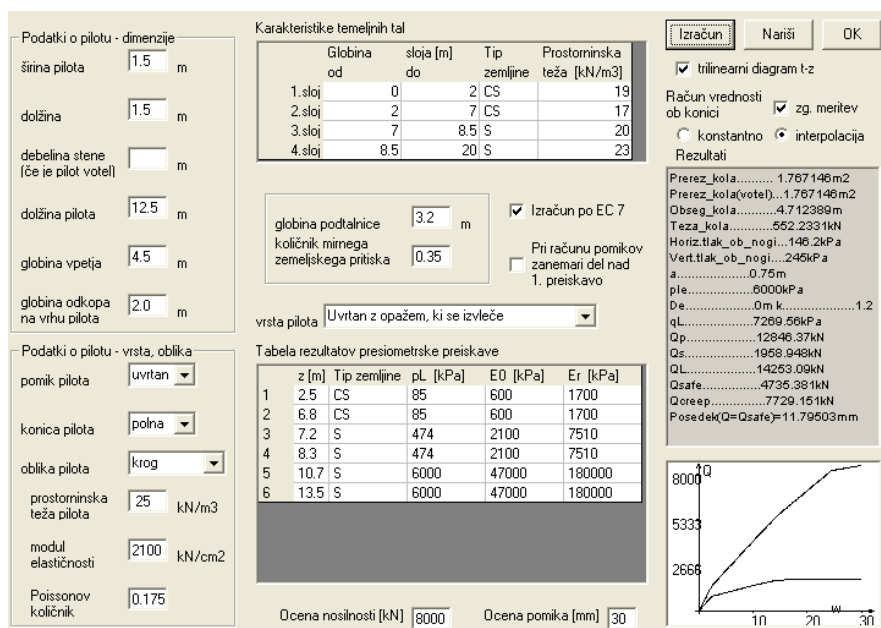 Podatki o pilotu - dimenzije
širina pilota 1.5 m
dolžina 1.5 m
debelina stene (če je pilot votel) m
dolžina pilota 12.5 m
globina vpetja 4.5 m
globina odkopa na vrhu pilota 2.0 m
Podatki o pilotu - vrsta, oblika
pomik pilota uvrtan
konica pilota polna
oblika pilota krog
prostorninska teža pilota 25 kN/m3
modul elastičnosti 2100 kN/cm2
Poissonov količnik 0.175
Karakteristike temeljnih tal
Globina sloja [m] Tip Prostorninska
od do zemljine teža [kN/m3]
1.sloj 0 2 CS 19
2.sloj 2 7 CS 17
3.sloj 7 8.5 S 20
4.sloj 8.5 20 S 23
globina podtalnice 3.2 m
količnik mirnega zemeljskega pritiska 0.35
Izračun po EC 7
Pri računu pomikov zanemari del nad 1. preiskavo
vrsta pilota Uvrtan z opažem, ki se izvleče
Tabela rezultatov presiometrske preiskave
z [m] Tip zemljine pL [kPa] E0 [kPa] Er [kPa]
1 2.5 CS 85 600 1700
2 6.8 CS 85 600 1700
3 7.2 S 474 2100 7510
4 8.3 S 474 2100 7510
5 10.7 S 6000 47000 180000
6 13.5 S 6000 47000 180000
Ocena nosilnosti [kN] 8000 Ocena pomika [mm] 30
Izračun Nariši OK
trilinearni diagram t-z
Račun vrednosti ob konici zg. meritev
konstantno interpolacija
Rezultati
Prerez_kola.......... 1.767146m2
Prerez_kola(votel)...1.767146m2
Obseg_kola..........4.712389m
Teza_kola...........552.2331kN
Horiz.tlak_ob_nogi...146.2kPa
Vert.tlak_ob_nogi....245kPa
a...................0.75m
ple.................6000kPa
De..................0m k...................1.2
qL..................7269.56kPa
Qp..................12846.37kN
Qs..................1958.948kN
QL..................14253.09kN
Qsafe...............4735.381kN
Qcreep..............7729.151kN
Posedek(Q=Qsafe)=11.79503mm
Q
8000
5333
2666
10 20 W 30